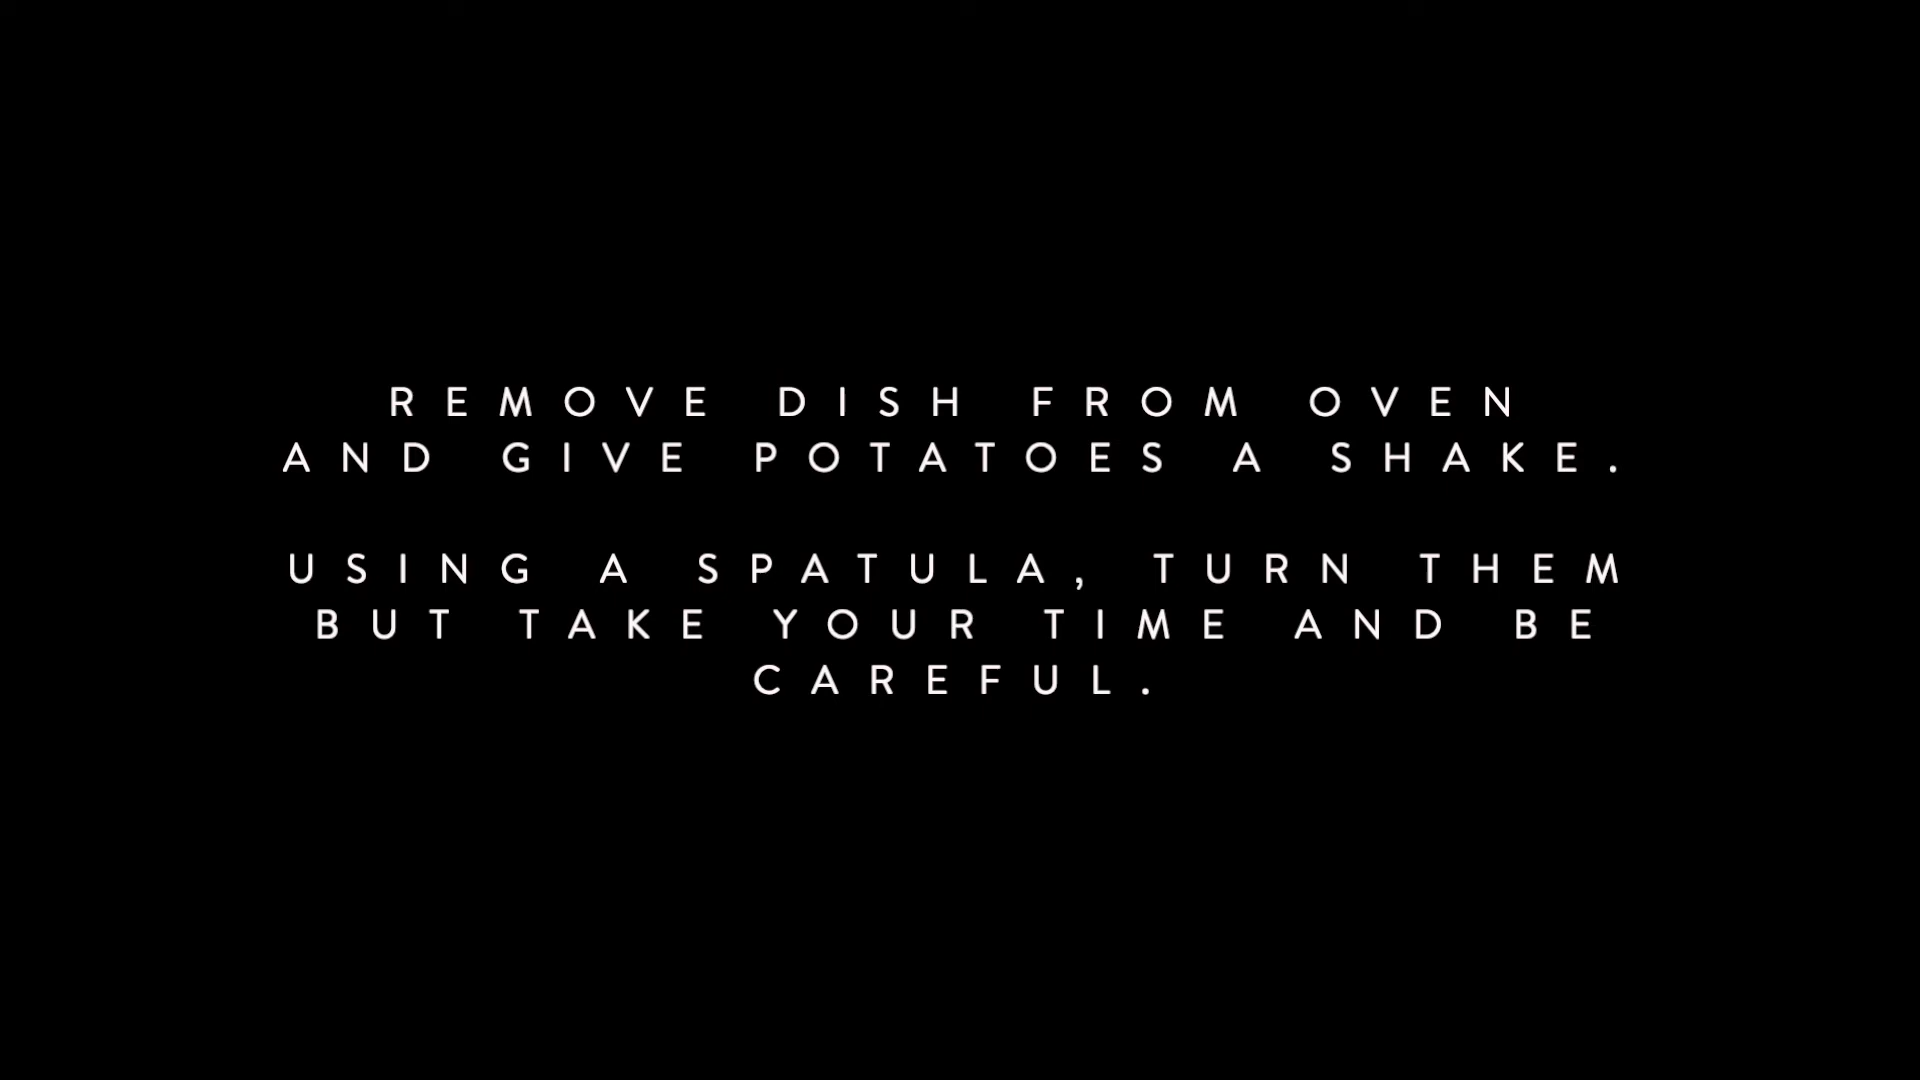 REMOVE DISH FROM OVEN
AND GIVE POTATOES A SHAKE.
USING A SPATULA, TURN THEM
BUT TAKE YOUR TIME AND BE
CAREFUL.